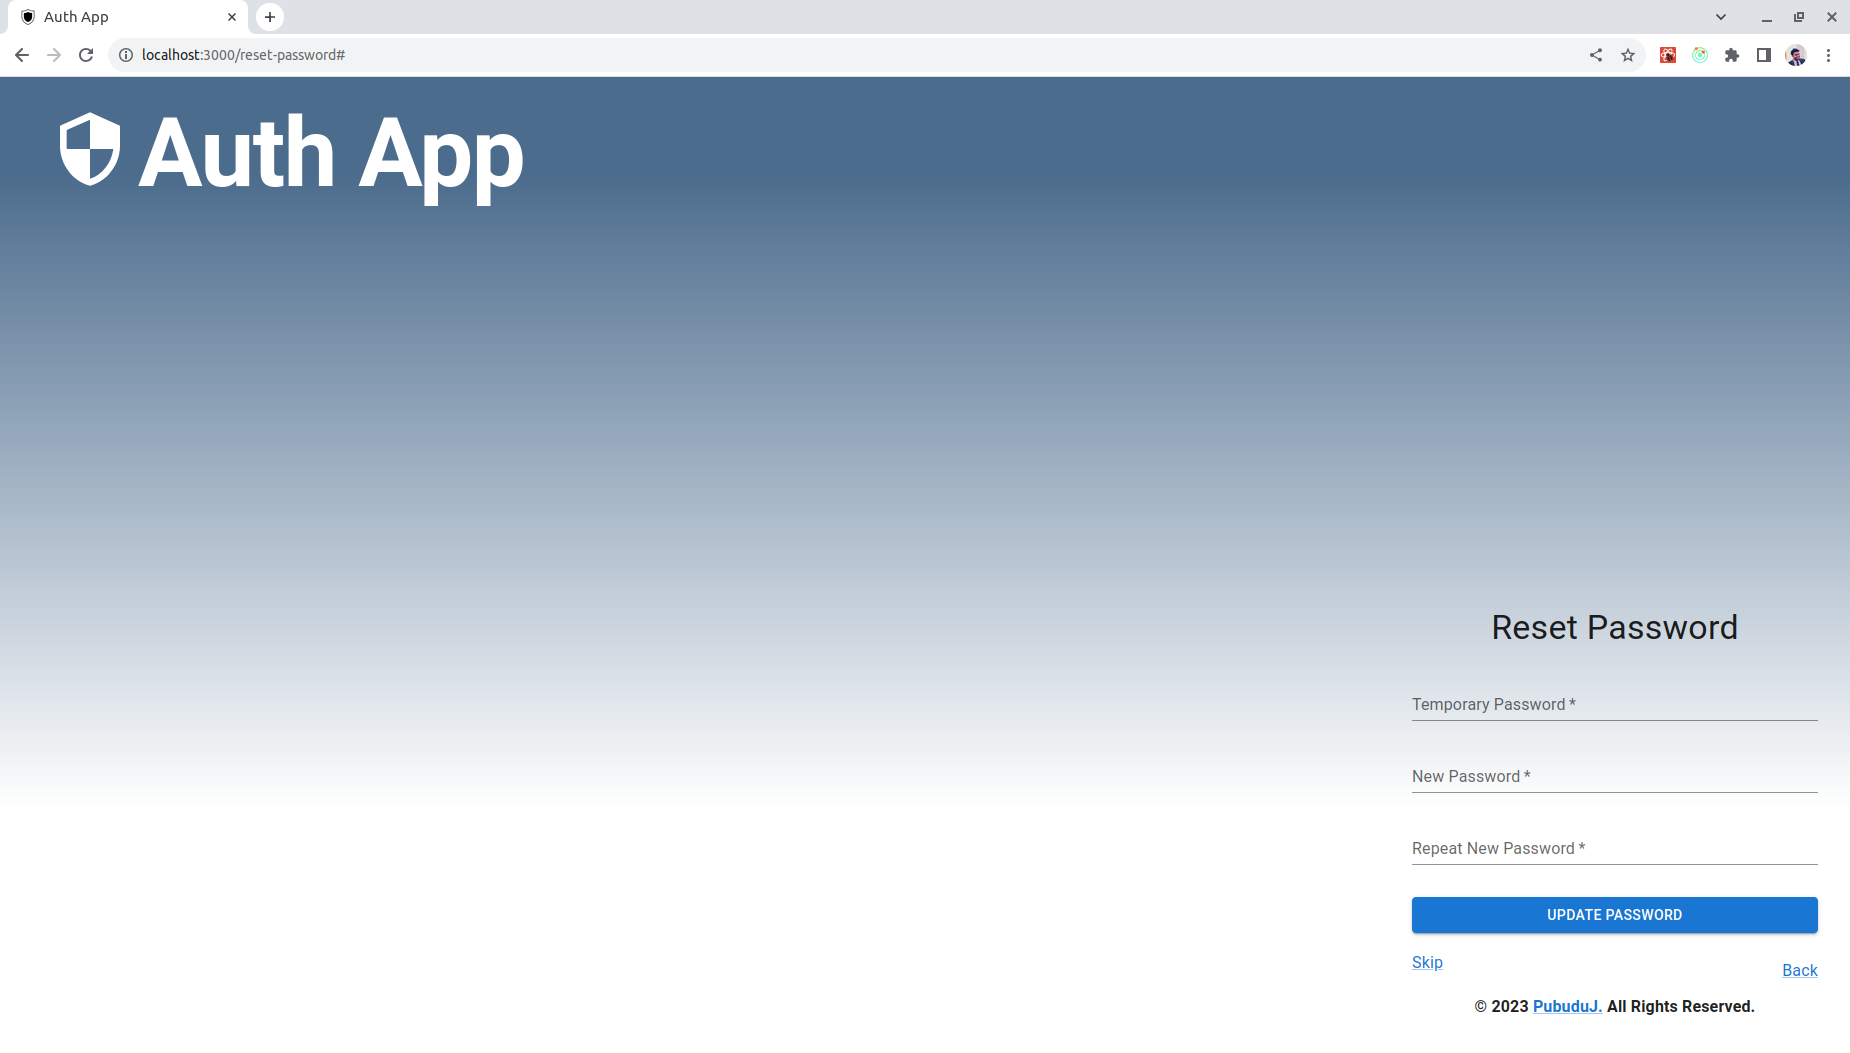 Auth App
localhost:3000/reset-password#
Auth App
Reset Password
Temporary Password *
New Password *
Repeat New Password *
UPDATE PASSWORD
Skip
Back
© 2023 PubuduJ. All Rights Reserved.